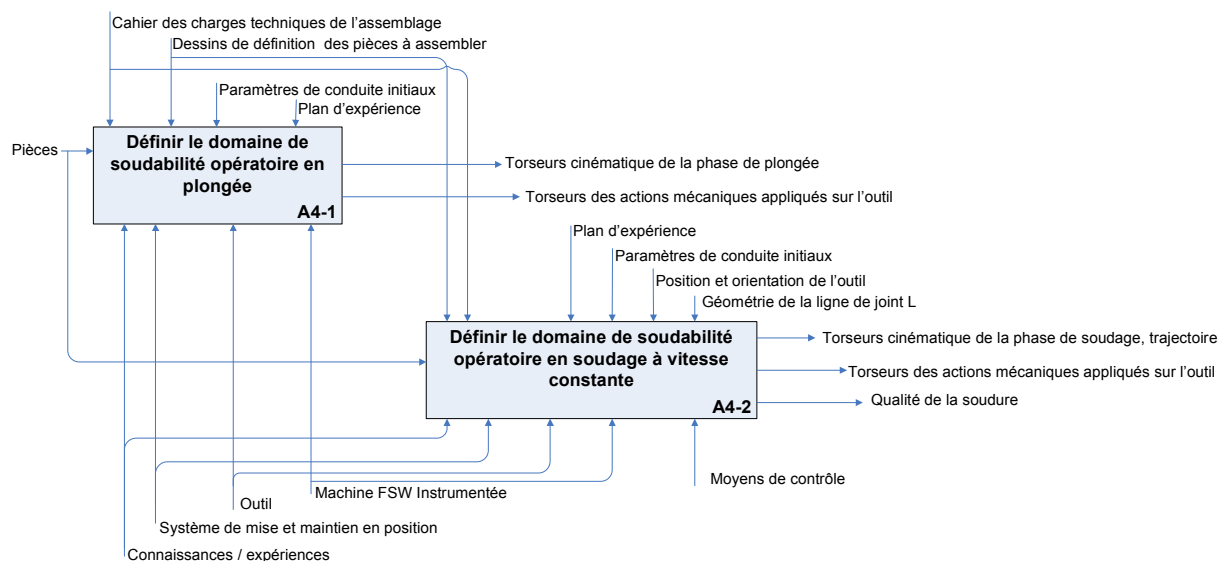 Cahier des charges techniques de l’assemblage
Dessins de définition des pièces à assembler
Paramètres de conduite initiaux
Plan d’expérience
Pièces
Définir le domaine de
soudabilité opératoire en
plongée
A4-1
Torseurs cinématique de la phase de plongée
Torseurs des actions mécaniques appliqués sur l’outil
Plan d’expérience
Paramètres de conduite initiaux
Position et orientation de l’outil
Géométrie de la ligne de joint L
Définir le domaine de soudabilité
opératoire en soudage à vitesse
constante
A4-2
Torseurs cinématique de la phase de soudage, trajectoire
Torseurs des actions mécaniques appliqués sur l’outil
Qualité de la soudure
Moyens de contrôle
Machine FSW Instrumentée
Outil
Système de mise et maintien en position
Connaissances / expériences